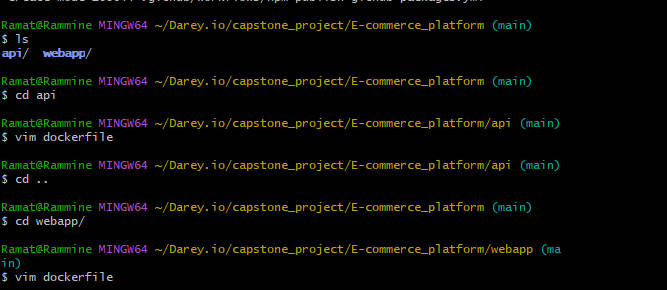 Ramat@Rammine MINGW64 ~/Darey.io/capstone_project/E-commerce_platform (main)
$ ls
api/  webapp/
Ramat@Rammine MINGW64 ~/Darey.io/capstone_project/E-commerce_platform (main)
$ cd api
Ramat@Rammine MINGW64 ~/Darey.io/capstone_project/E-commerce_platform/api (main)
$ vim dockerfile
Ramat@Rammine MINGW64 ~/Darey.io/capstone_project/E-commerce_platform/api (main)
$ cd ..
Ramat@Rammine MINGW64 ~/Darey.io/capstone_project/E-commerce_platform (main)
$ cd webapp/
Ramat@Rammine MINGW64 ~/Darey.io/capstone_project/E-commerce_platform/webapp (ma
in)
$ vim dockerfile